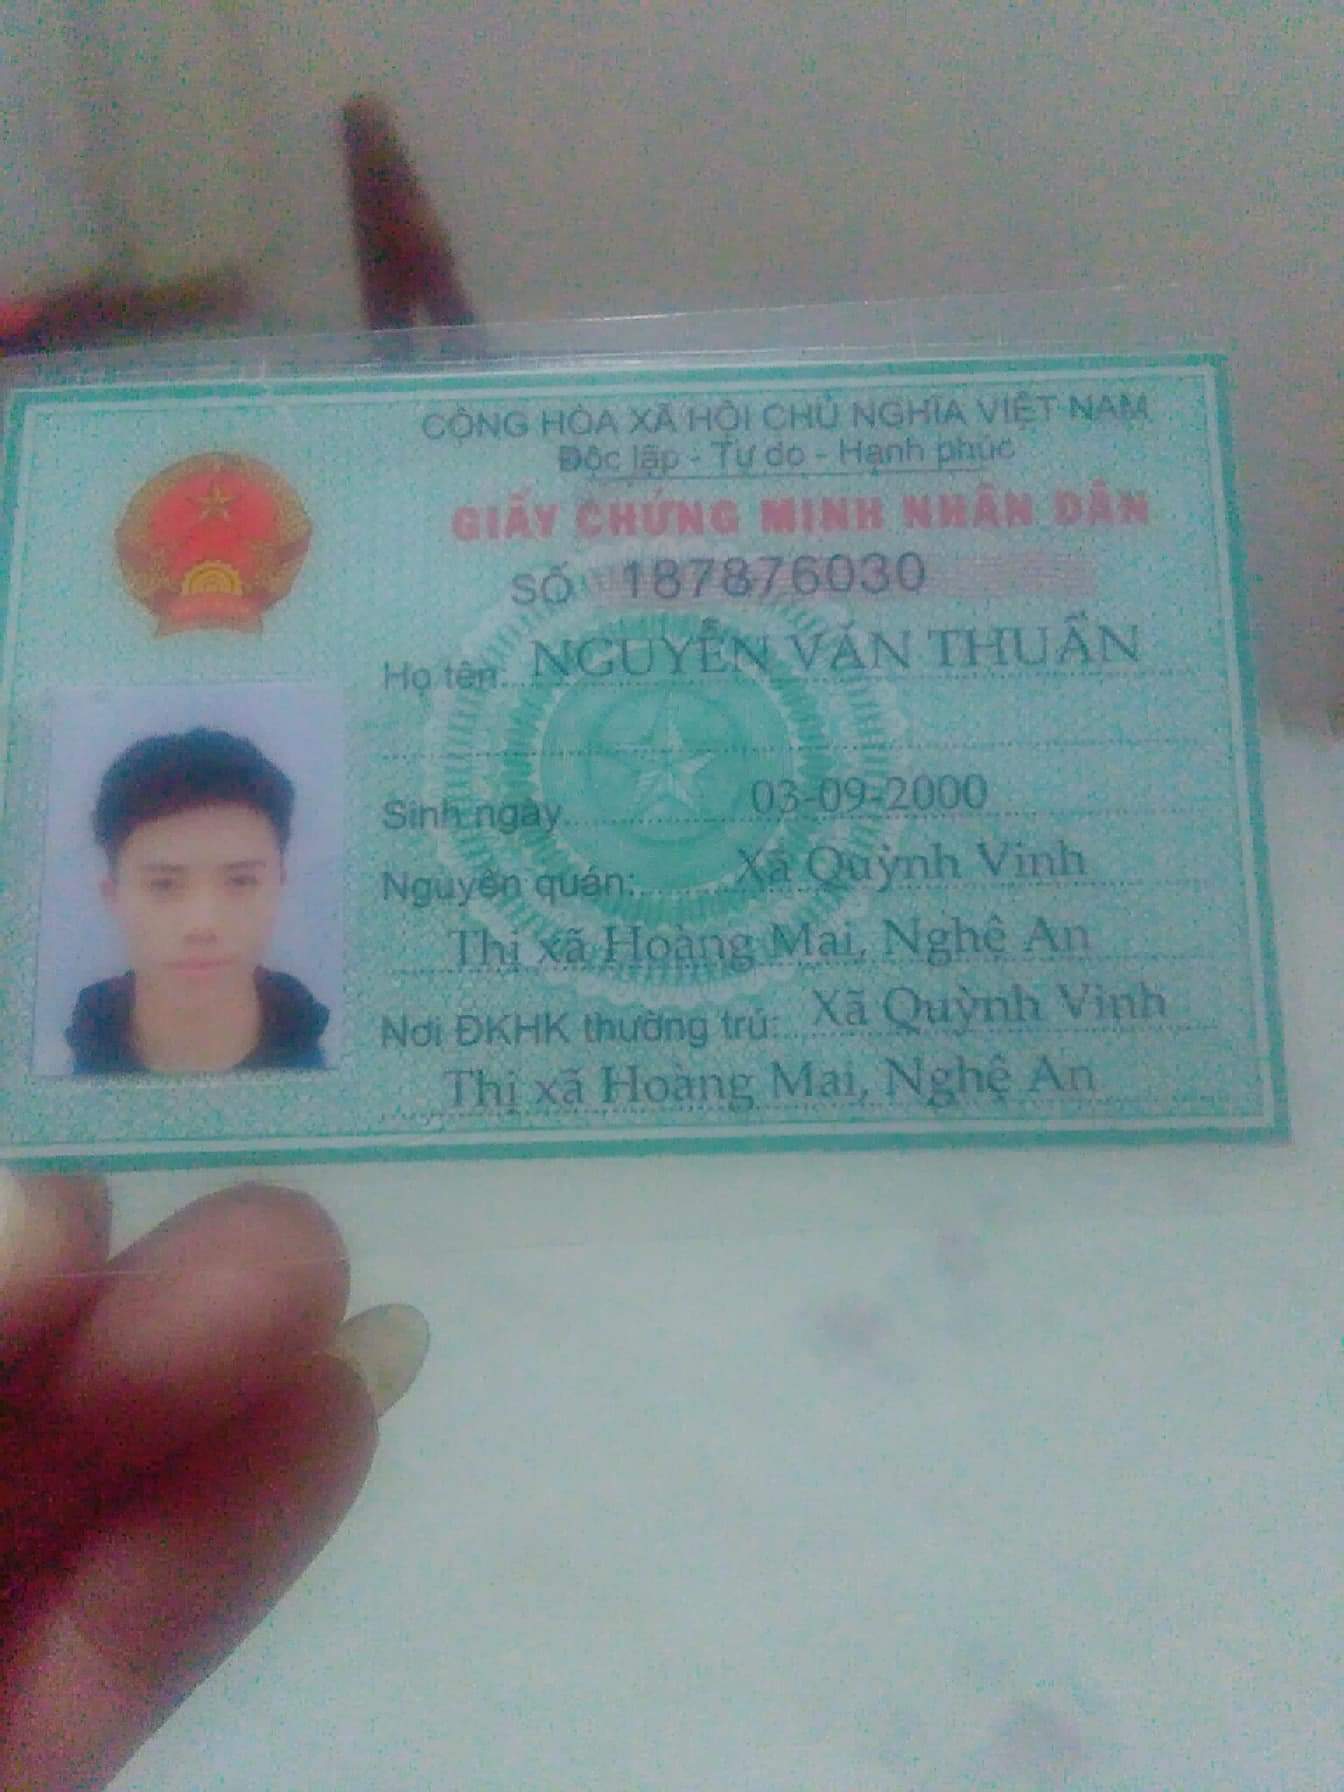 CỘNG HÒA XÃ HỘI CHỦ NGHĨA VIỆT NAM
Độc lập - Tự do - Hạnh phúc
GIẤY CHỨNG MINH NHÂN DÂN
SỐ 187876030
Họ tên: NGUYỄN VĂN THUẤN
Sinh ngày 03-09-2000
Nguyên quán: Xã Quỳnh Vinh
Thị xã Hoàng Mai, Nghệ An
Nơi ĐKHK thường trú: Xã Quỳnh Vinh
Thị xã Hoàng Mai, Nghệ An